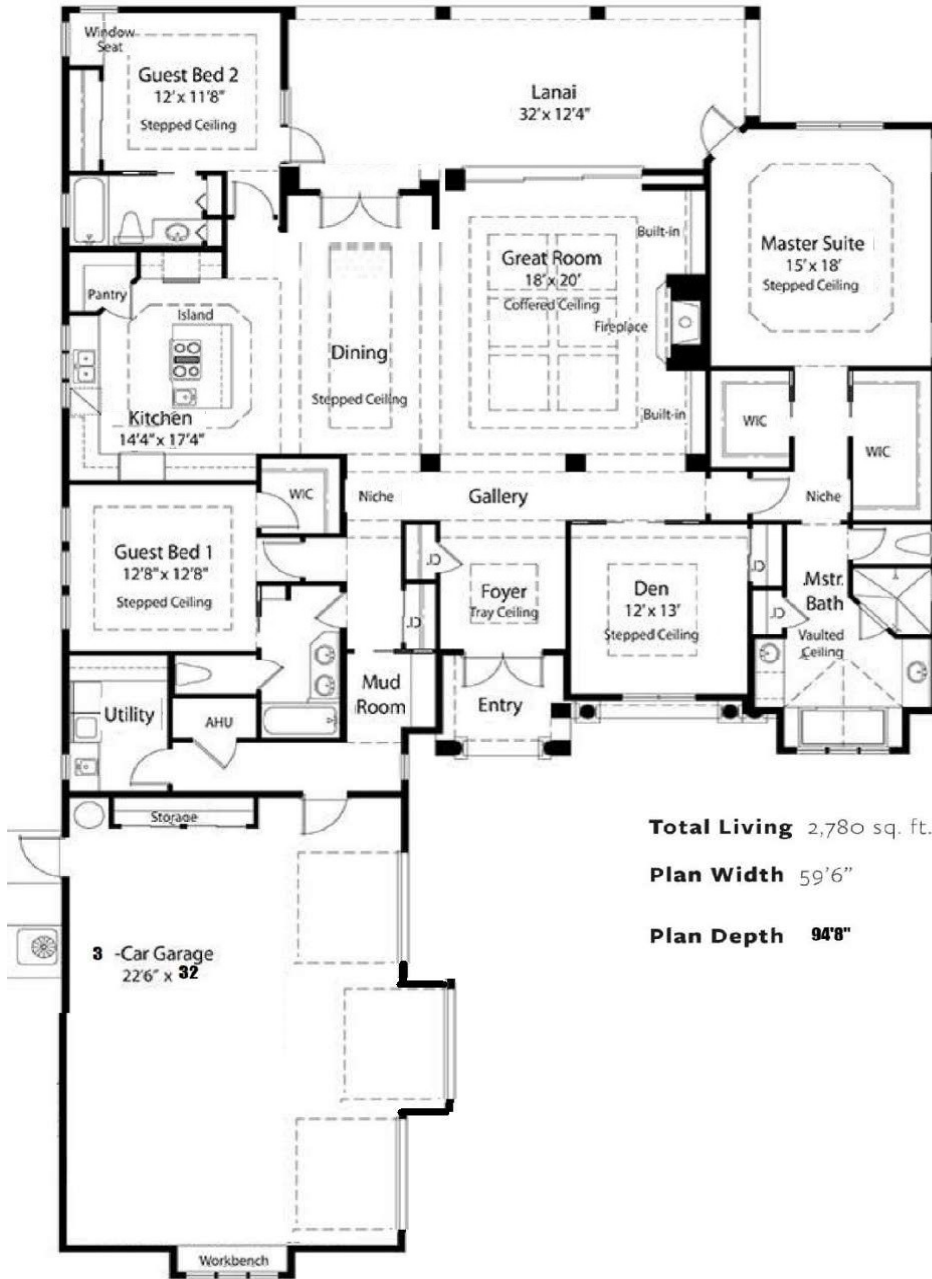 Window
Seat
Guest Bed 2
12' x 11'8"
Stepped Ceiling
Lanai
32' x 12'4"
Built-in
Great Room
18' x 20'
Coffered Ceiling
Fireplace
Built-in
Master Suite
15' x 18'
Stepped Ceiling
Pantry
Island
Dining
Stepped Ceiling
Kitchen
14'4" x 17'4"
WIC
WIC
WIC
Niche
Gallery
Niche
Guest Bed 1
12'8" x 12'8"
Stepped Ceiling
CL
Foyer
Tray Ceiling
Den
12' x 13'
Stepped Ceiling
CL
Mstr.
Bath
Vaulted
Ceiling
CL
CL
Mud
Room
Entry
Utility
AHU
Storage
Total Living 2,780 sq. ft.
Plan Width 59'6"
Plan Depth 94'8"
3 -Car Garage
22'6" x 32
Workbench